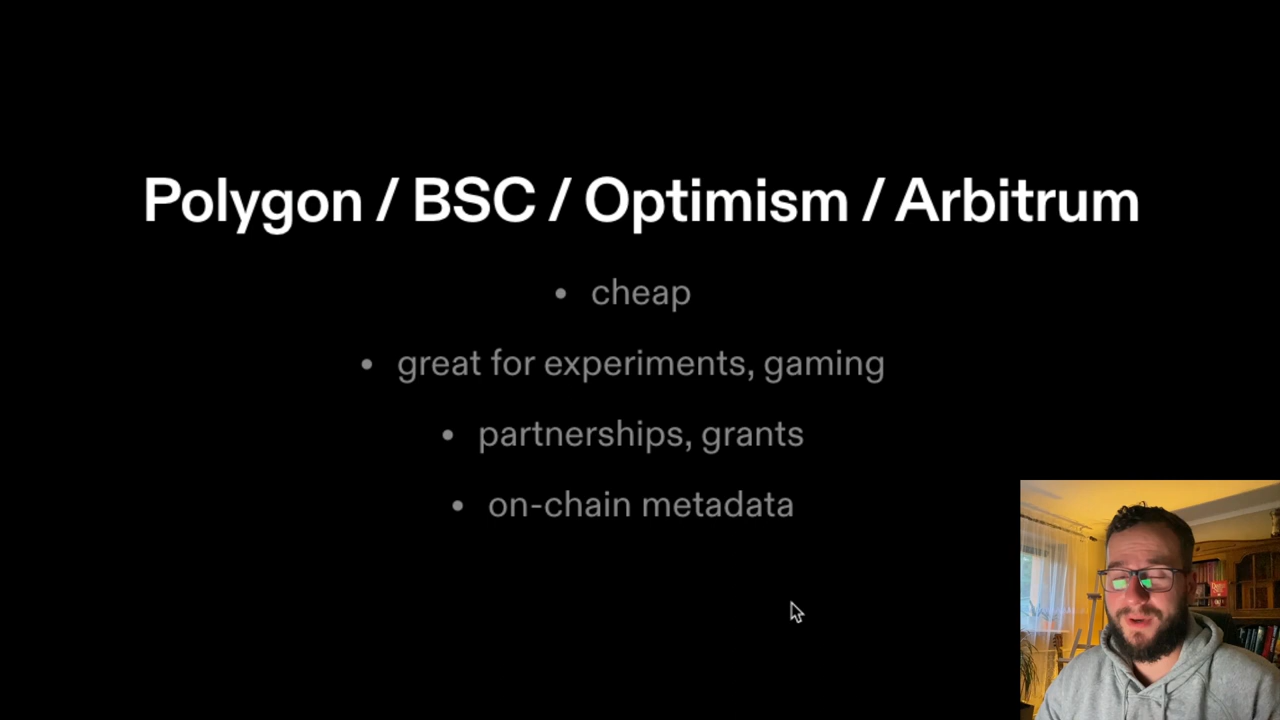 Polygon / BSC / Optimism / Arbitrum
• cheap
• great for experiments, gaming
• partnerships, grants
• on-chain metadata